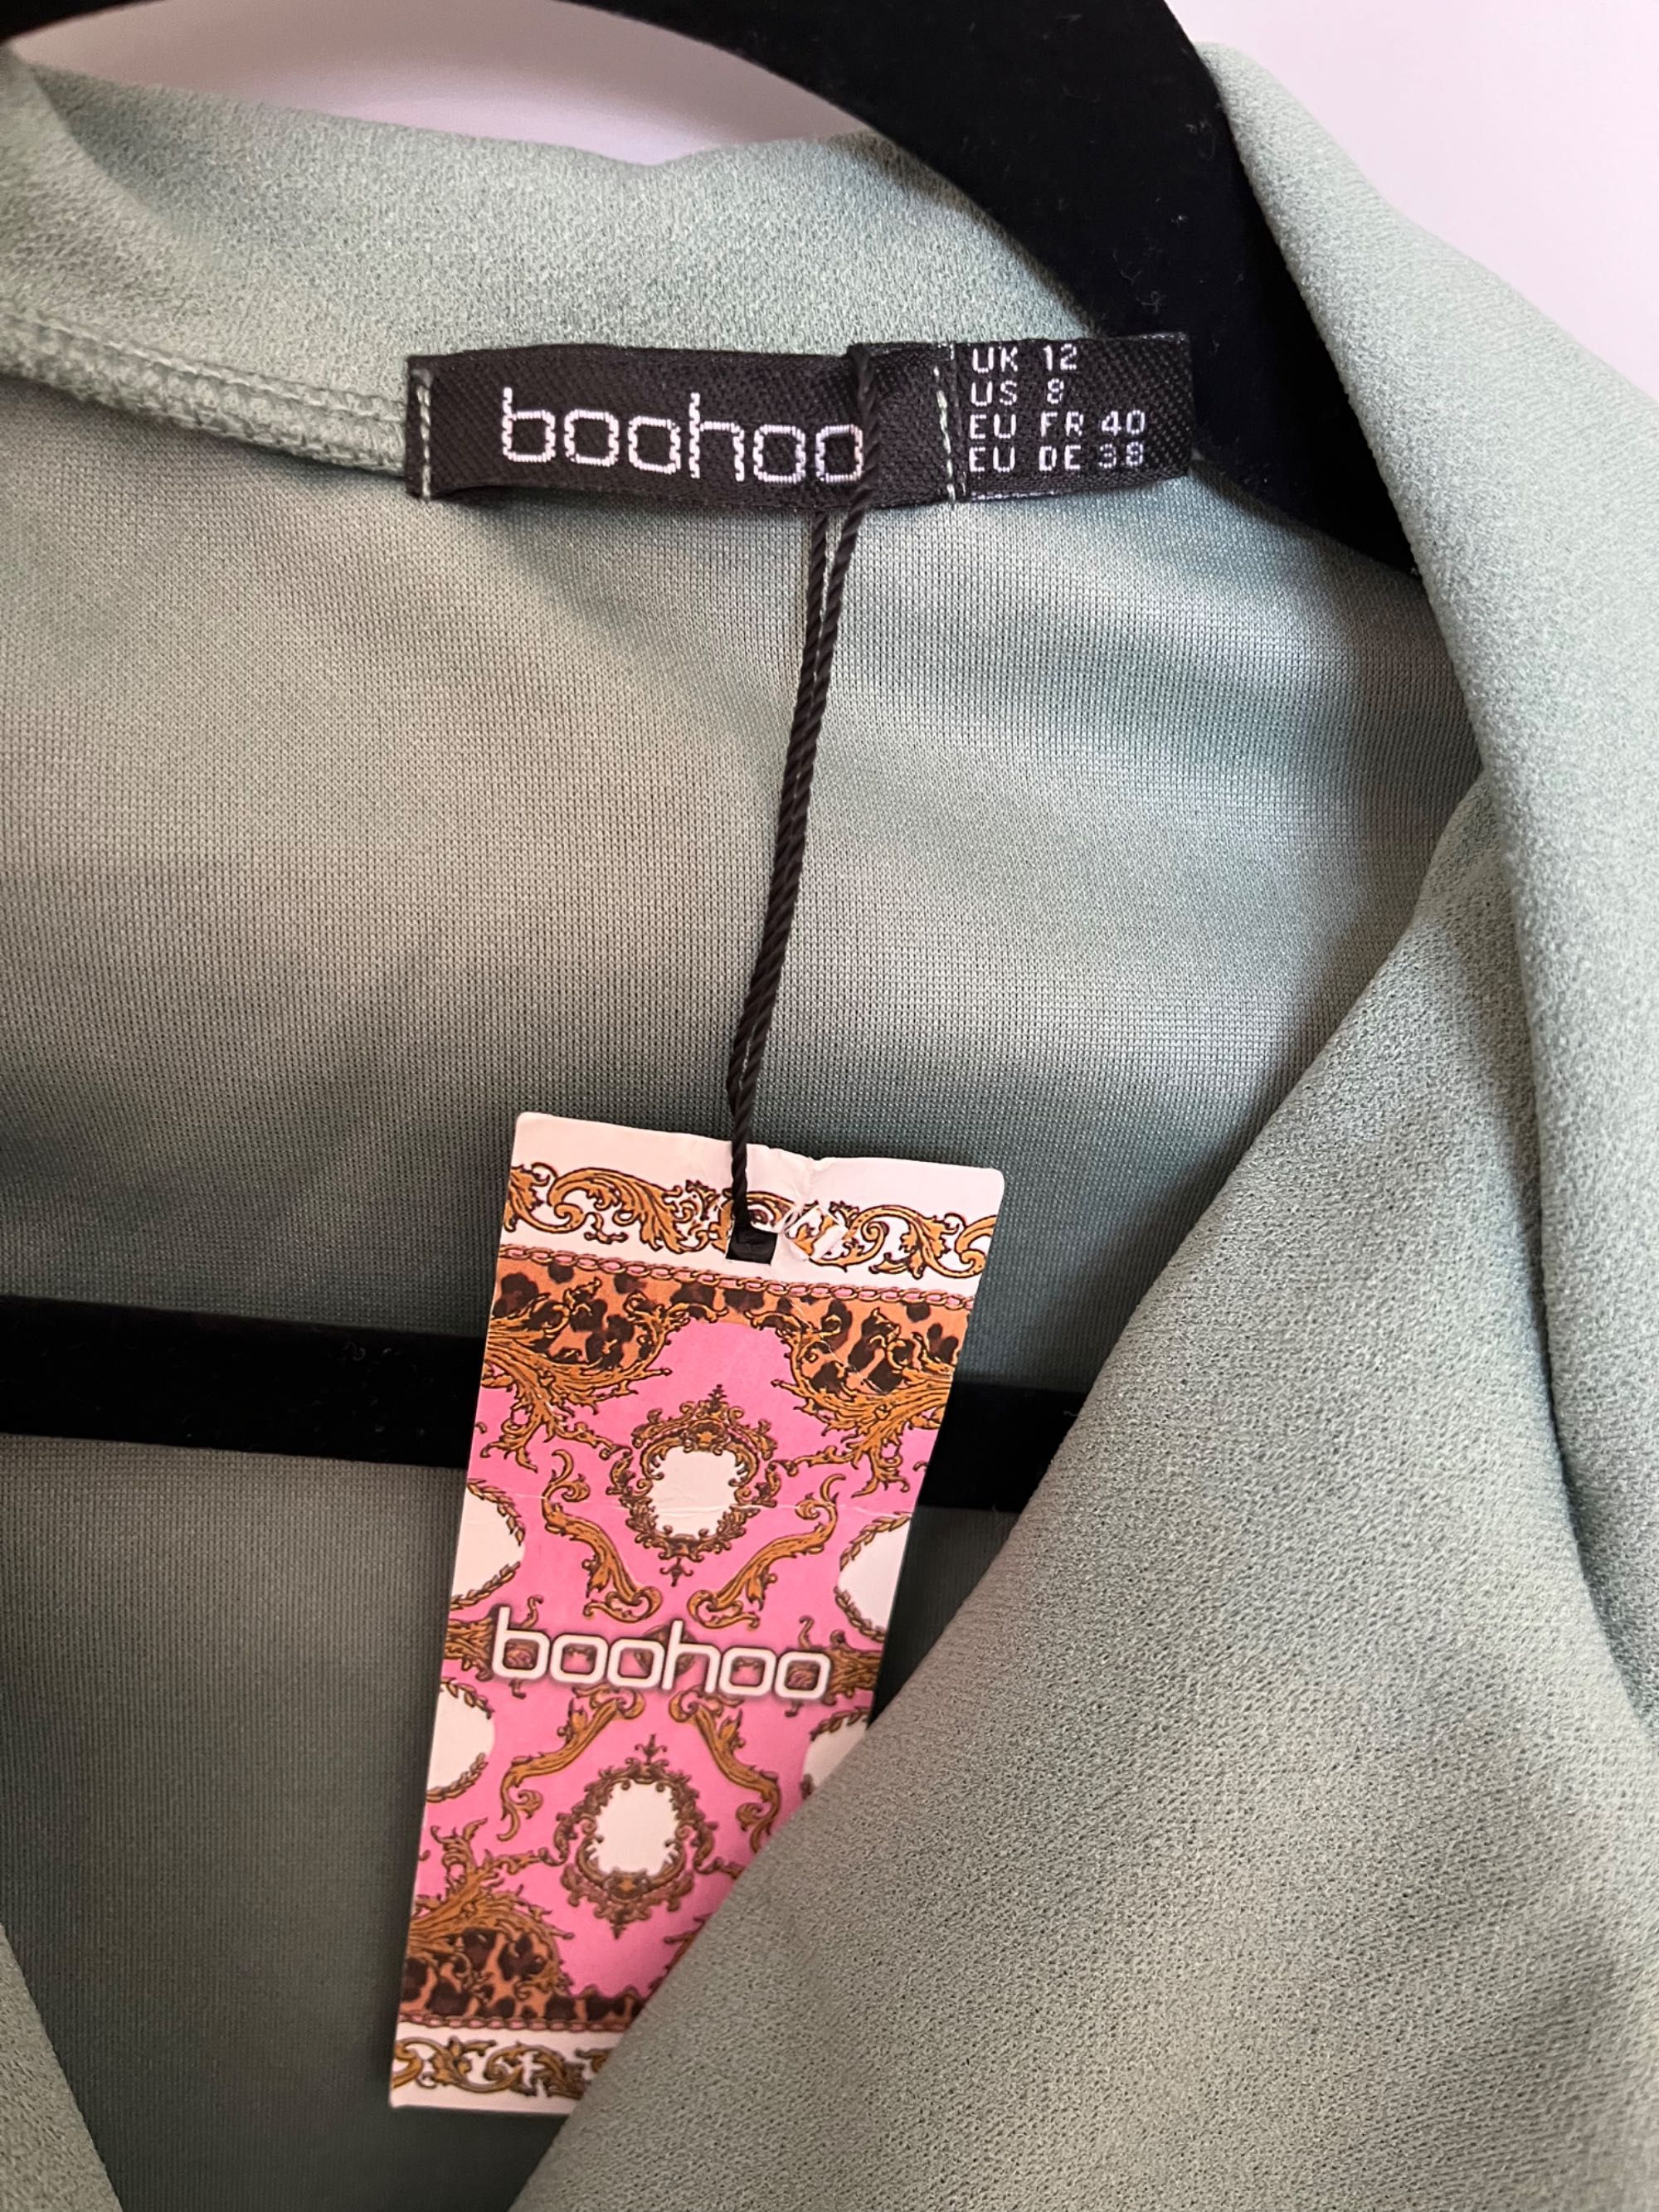 boohoo
UK 12
US 8
EU FR 40
EU DE 38
boohoo